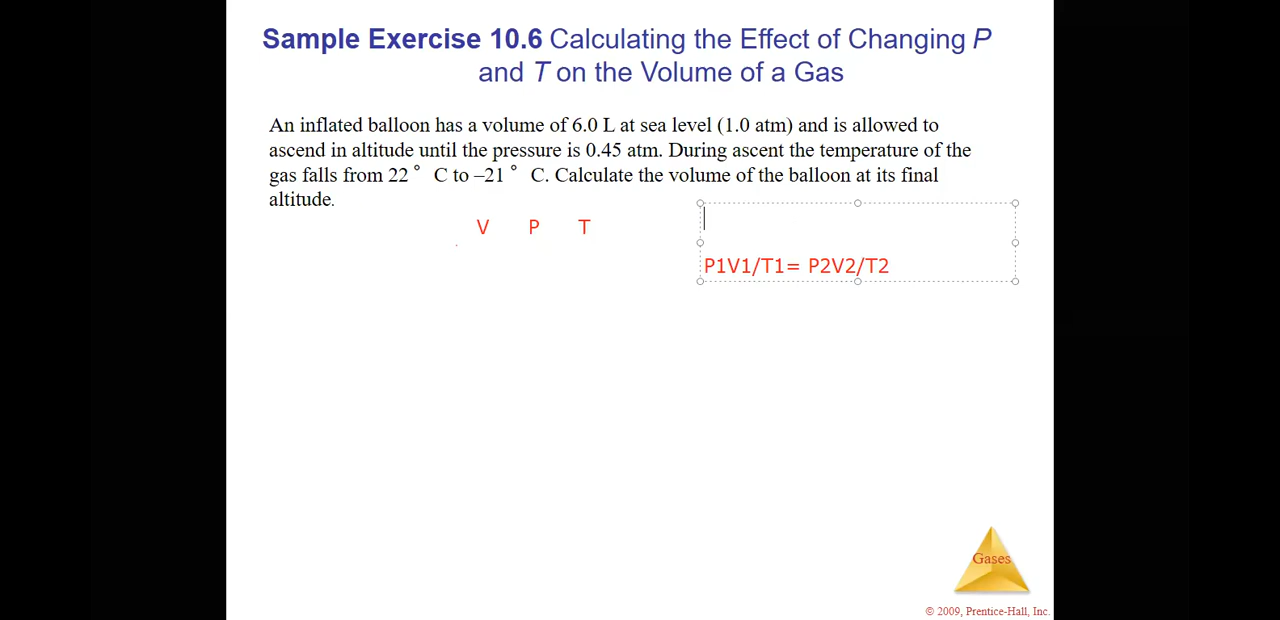 Sample Exercise 10.6 Calculating the Effect of Changing P
and T on the Volume of a Gas
An inflated balloon has a volume of 6.0 L at sea level (1.0 atm) and is allowed to
ascend in altitude until the pressure is 0.45 atm. During ascent the temperature of the
gas falls from 22 ° C to –21 ° C. Calculate the volume of the balloon at its final
altitude.
V P T
P1V1/T1= P2V2/T2
Gases
© 2009, Prentice-Hall, Inc.